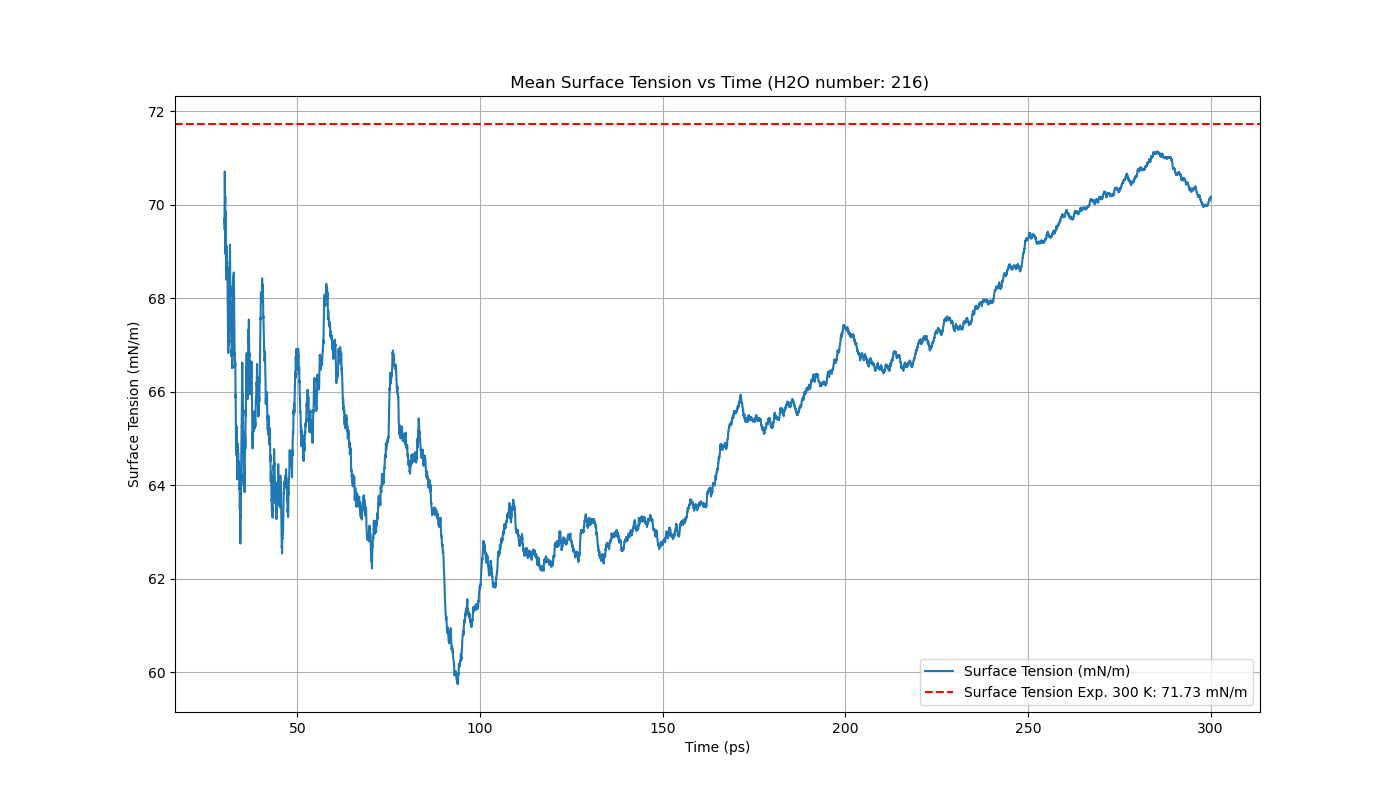 Mean Surface Tension vs Time (H2O number: 216)
72
70
68
66
64
62
60
Surface Tension (mN/m)
50
100
150
200
250
300
Time (ps)
Surface Tension (mN/m)
Surface Tension Exp. 300 K: 71.73 mN/m